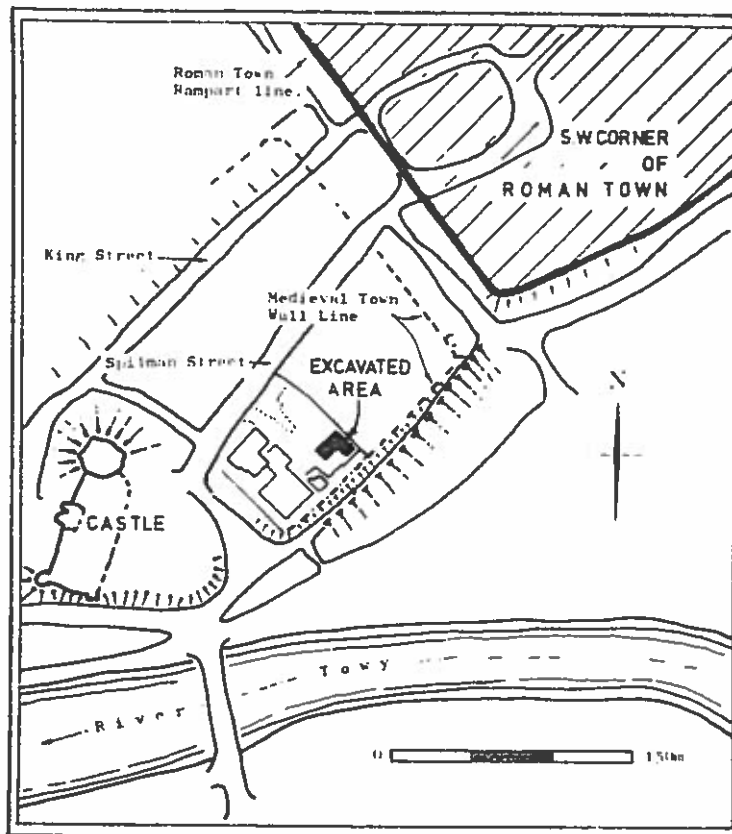 Roman Town
Rampart line.
S.W. CORNER
OF
ROMAN TOWN
King Street
Medieval Town
Wall Line
Spilman Street
EXCAVATED
AREA
N
CASTLE
River Towy
0 150m